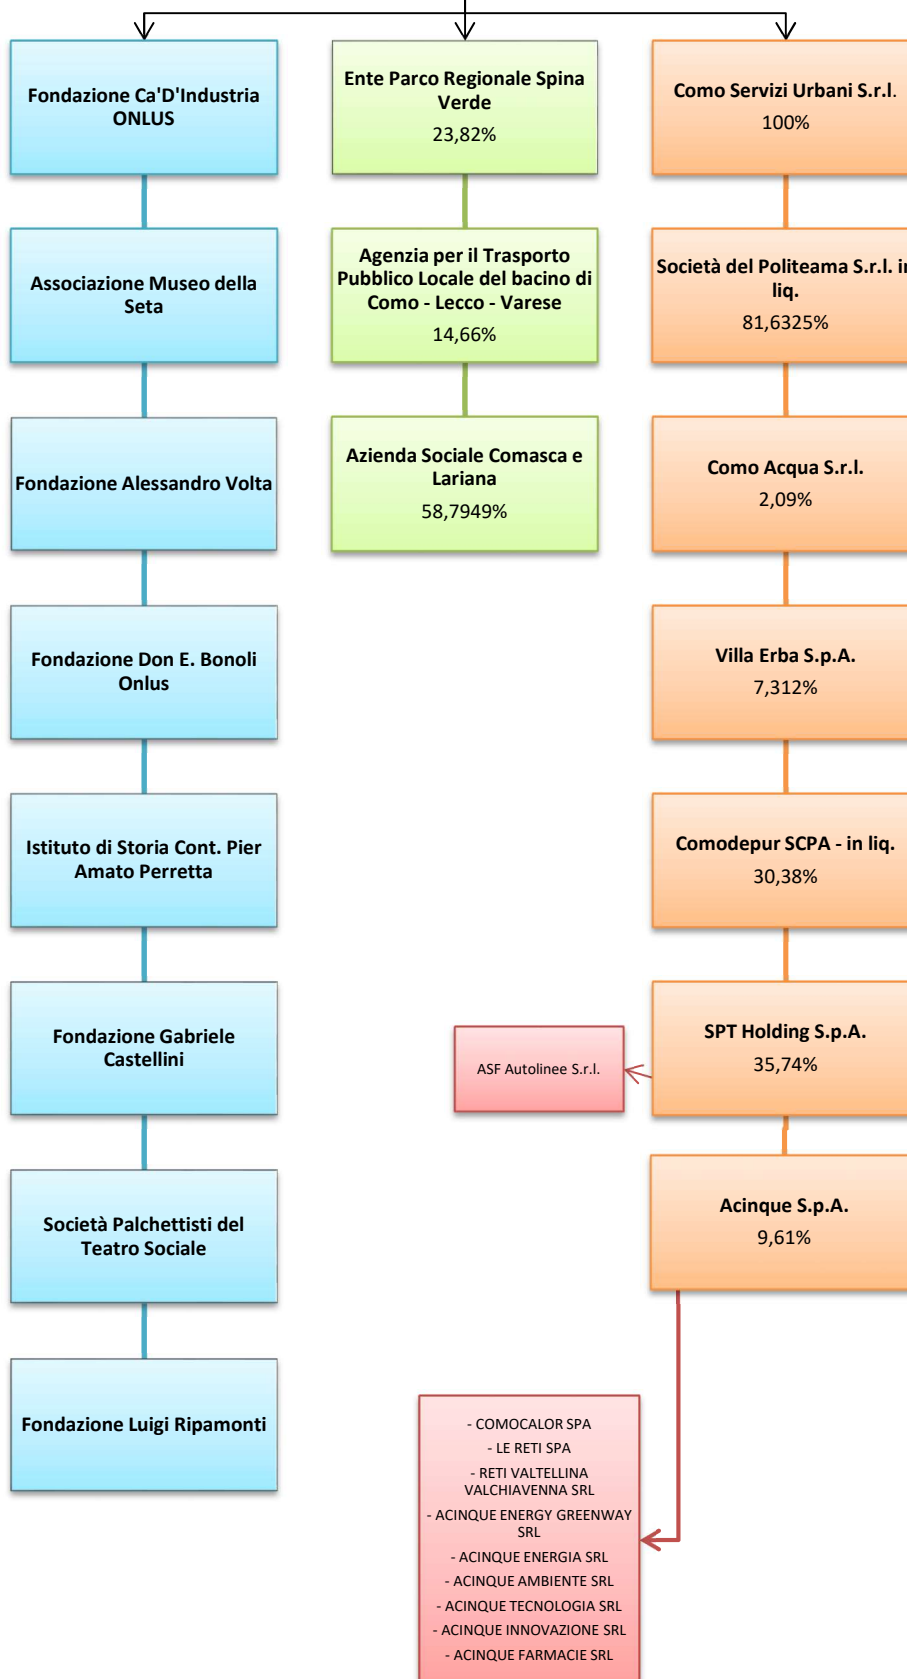 Fondazione Ca'D'Industria
ONLUS
Associazione Museo della
Seta
Fondazione Alessandro Volta
Fondazione Don E. Bonoli
Onlus
Istituto di Storia Cont. Pier
Amato Perretta
Fondazione Gabriele
Castellini
Società Palchettisti del
Teatro Sociale
Fondazione Luigi Ripamonti
Ente Parco Regionale Spina
Verde
23,82%
Agenzia per il Trasporto
Pubblico Locale del bacino di
Como - Lecco - Varese
14,66%
Azienda Sociale Comasca e
Lariana
58,7949%
Como Servizi Urbani S.r.l.
100%
Società del Politeama S.r.l. in
liq.
81,6325%
Como Acqua S.r.l.
2,09%
Villa Erba S.p.A.
7,312%
Comodepur SCPA - in liq.
30,38%
SPT Holding S.p.A.
35,74%
ASF Autolinee S.r.l.
Acinque S.p.A.
9,61%
- COMOCALOR SPA
- LE RETI SPA
- RETI VALTELLINA
VALCHIAVENNA SRL
- ACINQUE ENERGY GREENWAY
SRL
- ACINQUE ENERGIA SRL
- ACINQUE AMBIENTE SRL
- ACINQUE TECNOLOGIA SRL
- ACINQUE INNOVAZIONE SRL
- ACINQUE FARMACIE SRL